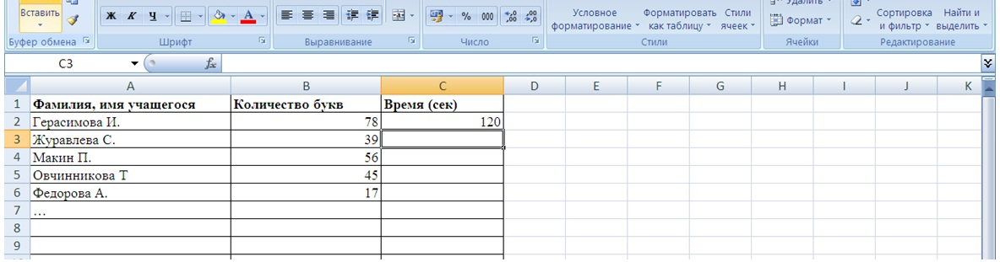 Вставить
Ж К Ч А % 000
Условное форматирование
Форматировать как таблицу
Стили ячеек
Удалить
Формат
Сортировка и фильтр
Найти и выделить
Буфер обмена Шрифт Выравнивание Число Стили Ячейки Редактирование
C3 fx
A B C D E F G H I J K
1 Фамилия, имя учащегося Количество букв Время (сек)
2 Герасимова И. 78 120
3 Журавлева С. 39
4 Макин П. 56
5 Овчинникова Т 45
6 Федорова А. 17
7 …
8
9